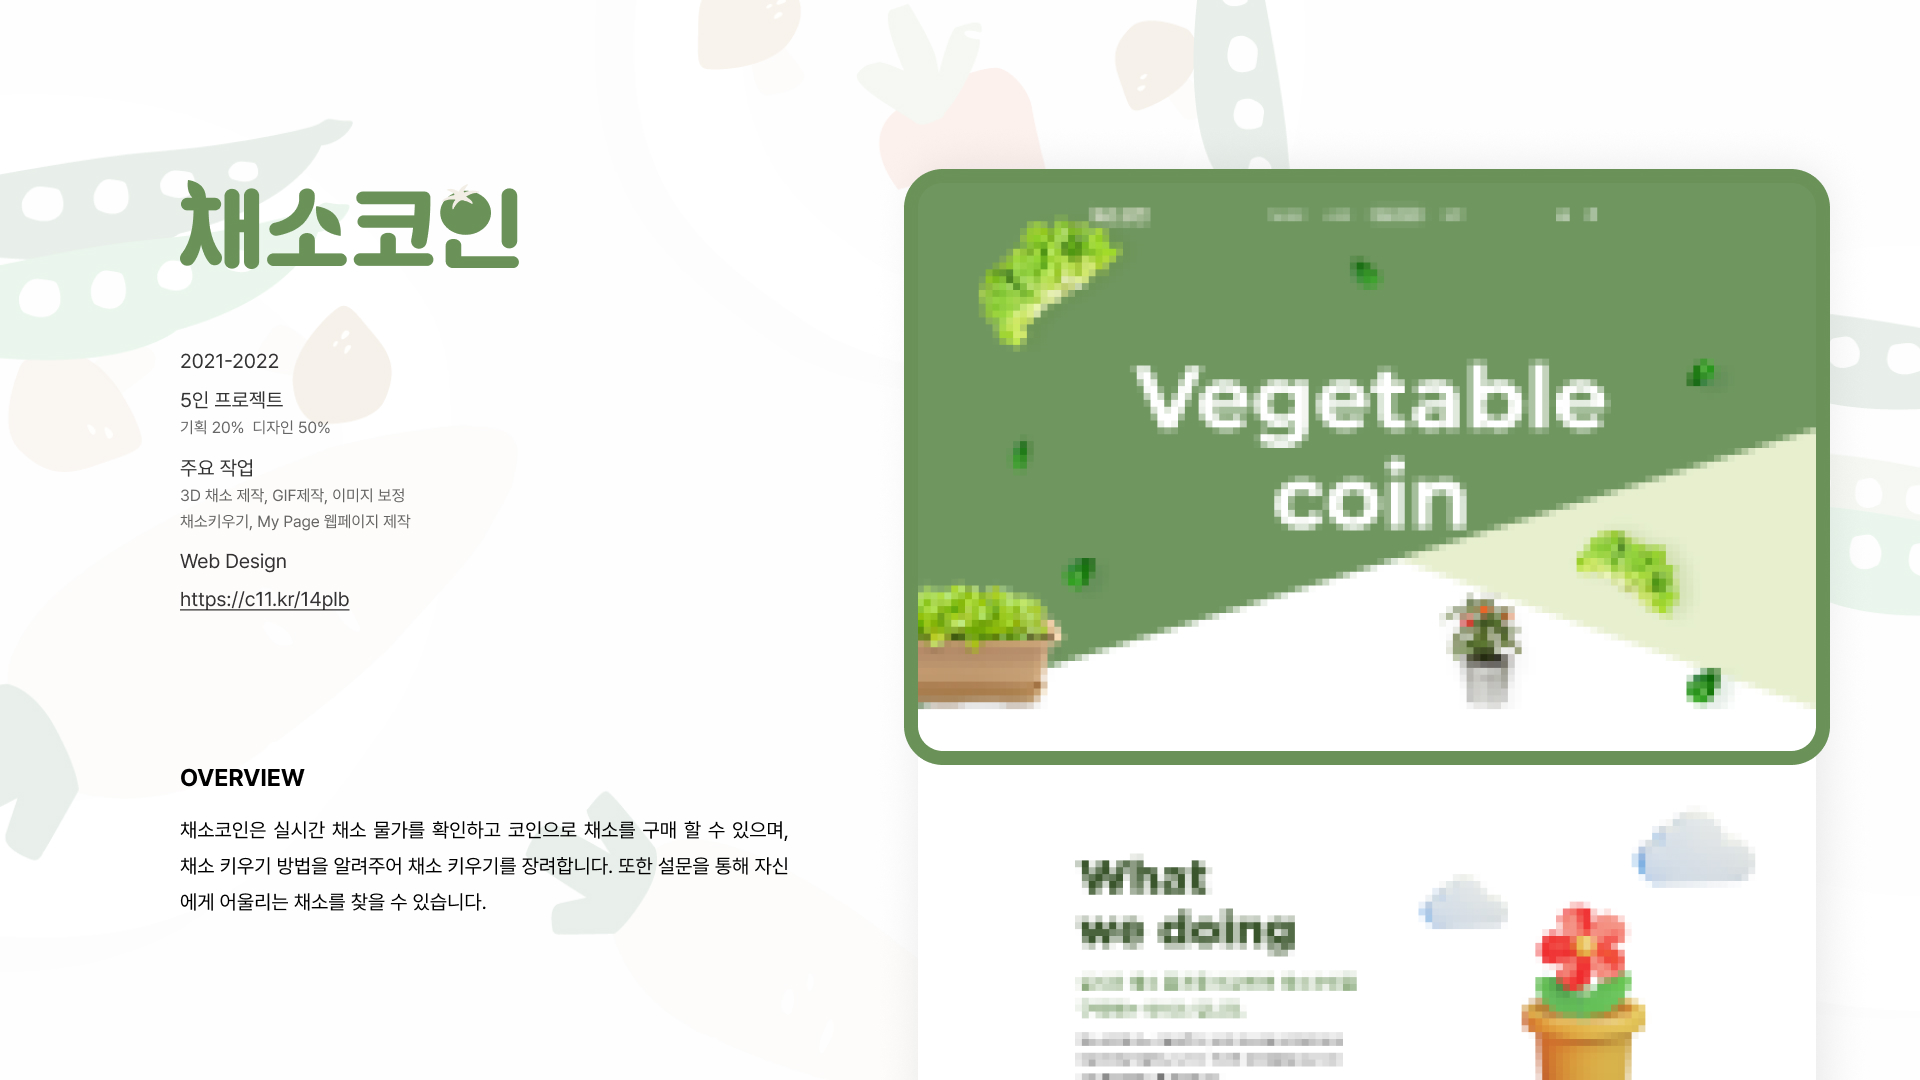 채소코인
2021-2022
5인 프로젝트
기획 20% 디자인 50%
주요 작업
3D 채소 제작, GIF제작, 이미지 보정
채소키우기, My Page 웹페이지 제작
Web Design
https://c11.kr/14plb
OVERVIEW
채소코인은 실시간 채소 물가를 확인하고 코인으로 채소를 구매 할 수 있으며,
채소 키우기 방법을 알려주어 채소 키우기를 장려합니다. 또한 설문을 통해 자신
에게 어울리는 채소를 찾을 수 있습니다.
Vegetable
coin
What
we doing